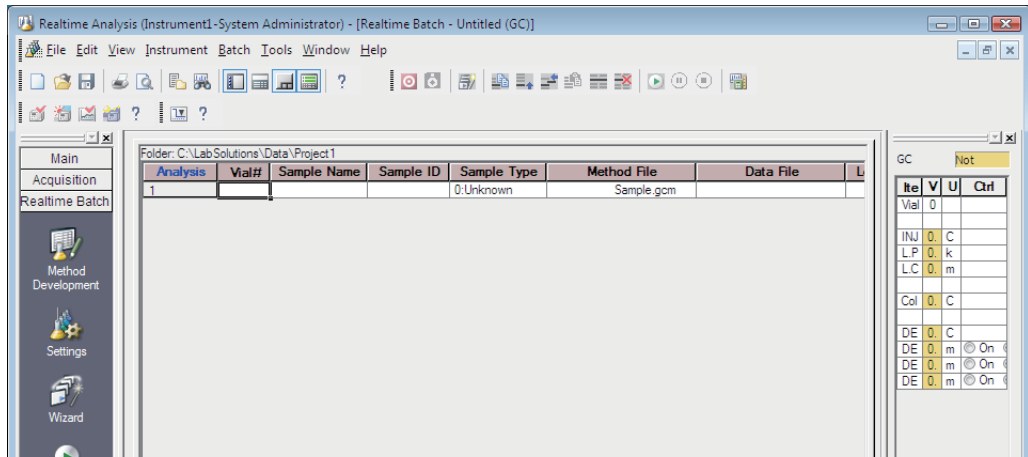 Realtime Analysis (Instrument1-System Administrator) - [Realtime Batch - Untitled (GC)]
File Edit View Instrument Batch Tools Window Help
Main
Acquisition
Realtime Batch
Method
Development
Settings
Wizard
Folder: C:\LabSolutions\Data\Project1
Analysis Vial# Sample Name Sample ID Sample Type Method File Data File
1 0:Unknown Sample.gcm
GC Not
Ite V U Ctrl
Vial 0
INJ 0. C
L.P 0. k
L.C 0. m
Col 0. C
DE 0. C
DE 0. m On
DE 0. m On
DE 0. m On